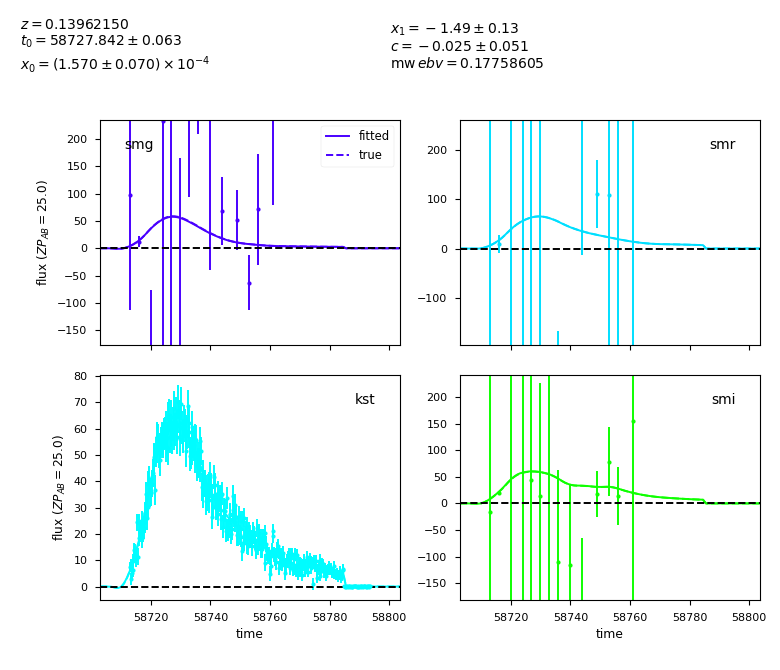 z = 0.13962150
t0 = 58727.842 ± 0.063
x0 = (1.570 ± 0.070) × 10^−4
x1 = −1.49 ± 0.13
c = −0.025 ± 0.051
mw ebv = 0.17758605
smg
fitted
true
200
150
100
50
0
−50
−100
−150
flux (ZP_AB = 25.0)
smr
200
100
0
−100
kst
80
70
60
50
40
30
20
10
0
flux (ZP_AB = 25.0)
58720 58740 58760 58780 58800
time
smi
200
150
100
50
0
−50
−100
−150
58720 58740 58760 58780 58800
time